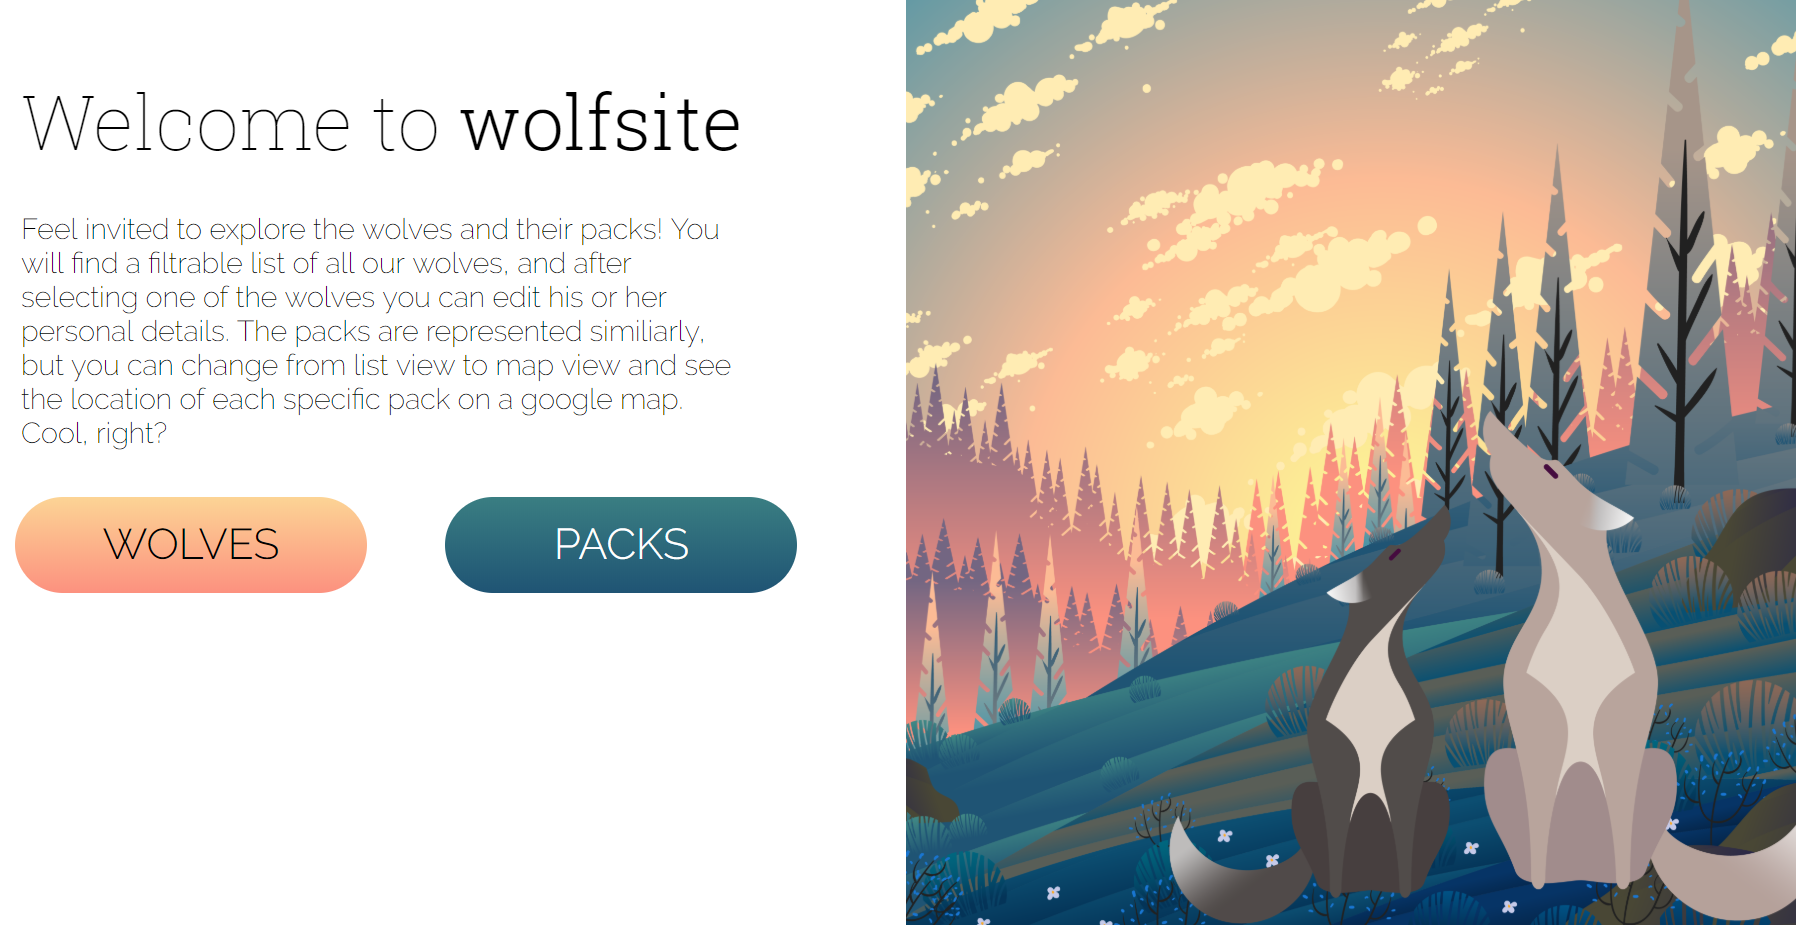 Welcome to wolfsite
Feel invited to explore the wolves and their packs! You
will find a filtrable list of all our wolves, and after
selecting one of the wolves you can edit his or her
personal details. The packs are represented similiarly,
but you can change from list view to map view and see
the location of each specific pack on a google map.
Cool, right?
WOLVES
PACKS